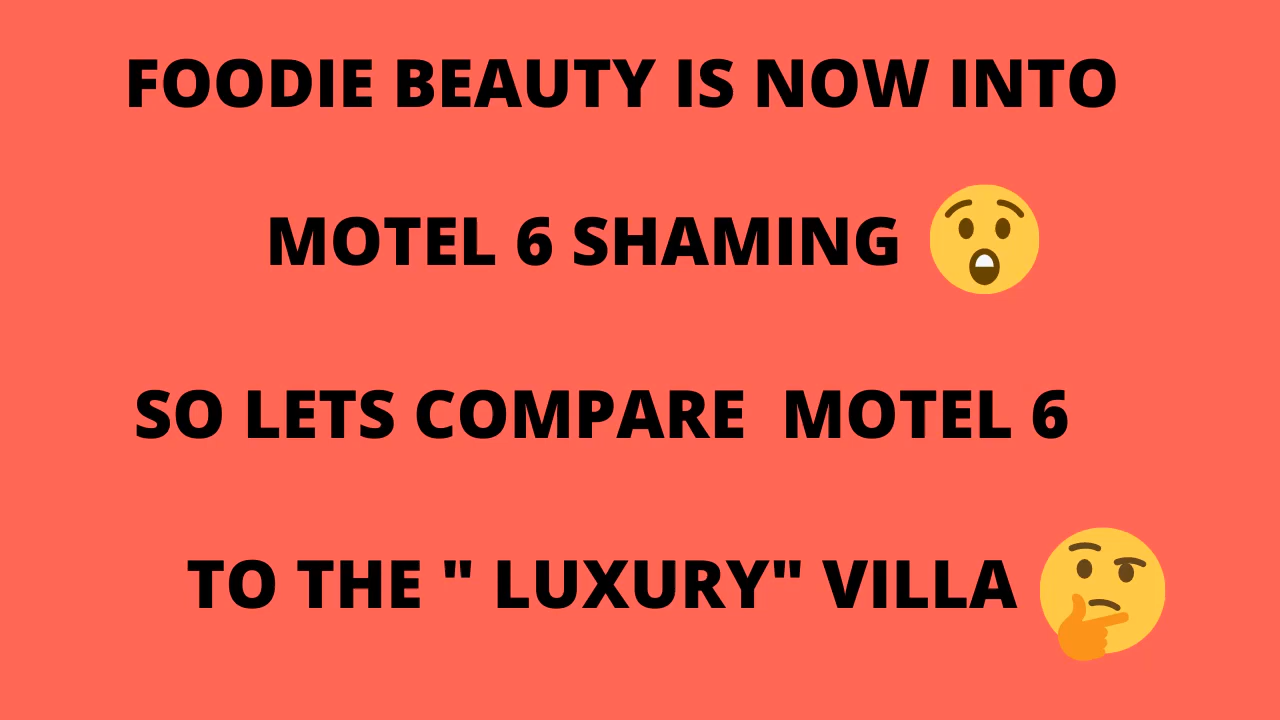 FOODIE BEAUTY IS NOW INTO
MOTEL 6 SHAMING 😲
SO LETS COMPARE  MOTEL 6
TO THE " LUXURY" VILLA 🤔